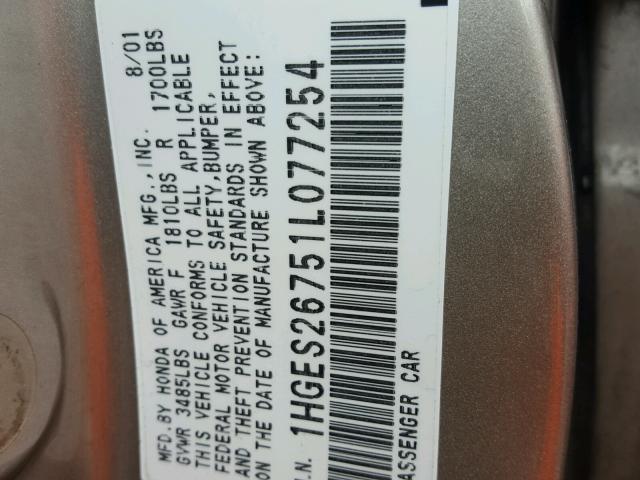 MFD.BY HONDA OF AMERICA MFG.,INC. 8/01
GVWR 3485LBS GAWR F 1810LBS R 1700LBS
THIS VEHICLE CONFORMS TO ALL APPLICABLE
FEDERAL MOTOR VEHICLE SAFETY,BUMPER,
AND THEFT PREVENTION STANDARDS IN EFFECT
ON THE DATE OF MANUFACTURE SHOWN ABOVE:
I.N. 1HGES26751L077254
ASSENGER CAR